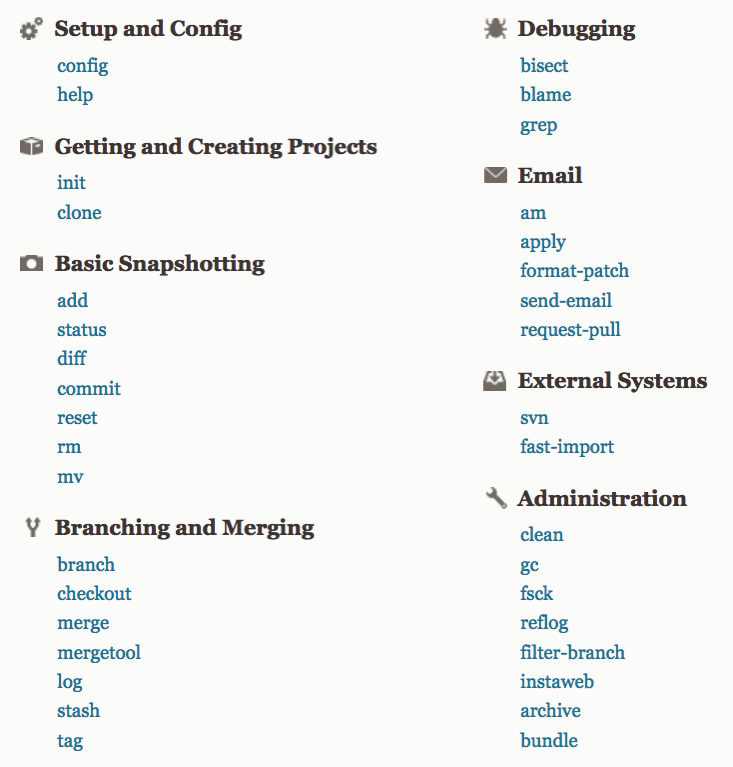 Setup and Config
config
help
Getting and Creating Projects
init
clone
Basic Snapshotting
add
status
diff
commit
reset
rm
mv
Branching and Merging
branch
checkout
merge
mergetool
log
stash
tag
Debugging
bisect
blame
grep
Email
am
apply
format-patch
send-email
request-pull
External Systems
svn
fast-import
Administration
clean
gc
fsck
reflog
filter-branch
instaweb
archive
bundle